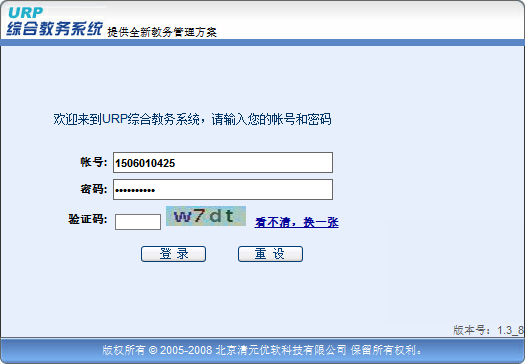 URP
综合教务系统 提供全新教务管理方案
欢迎来到URP综合教务系统，请输入您的帐号和密码
帐号: 1506010425
密码: ••••••••••
验证码: w7dt 看不清，换一张
登 录 重 设
版本号：1.3_8
版权所有 © 2005-2008 北京清元优软科技有限公司 保留所有权利。